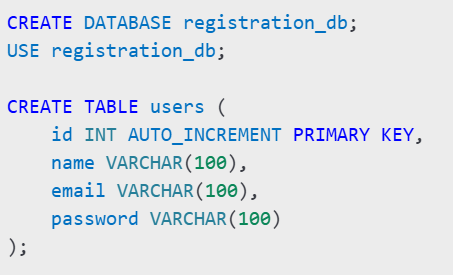 CREATE DATABASE registration_db;
USE registration_db;
CREATE TABLE users (
    id INT AUTO_INCREMENT PRIMARY KEY,
    name VARCHAR(100),
    email VARCHAR(100),
    password VARCHAR(100)
);